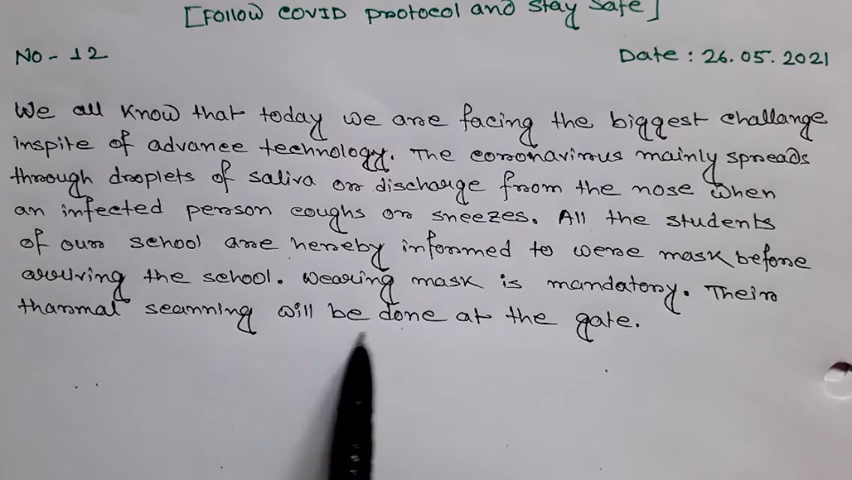 [Follow COVID protocol and stay safe]
No - 12
Date : 26.05.2021
We all know that today we are facing the biggest challange
inspite of advance technology. The coronavirus mainly spreads
through droplets of saliva or discharge from the nose when
an infected person coughs or sneezes. All the students
of our school are hereby informed to were mask before
arriving the school. Wearing mask is mandatory. Their
tharmal scanning will be done at the gate.